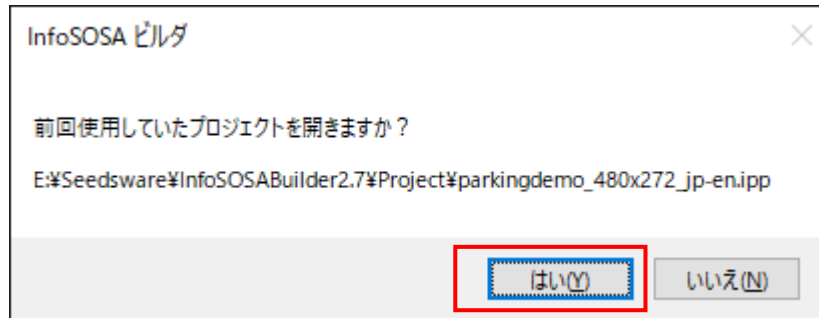 InfoSOSA ビルダ
前回使用していたプロジェクトを開きますか？
E:¥Seedsware¥InfoSOSABuilder2.7¥Project¥parkingdemo_480x272_jp-en.ipp
はい(Y)
いいえ(N)